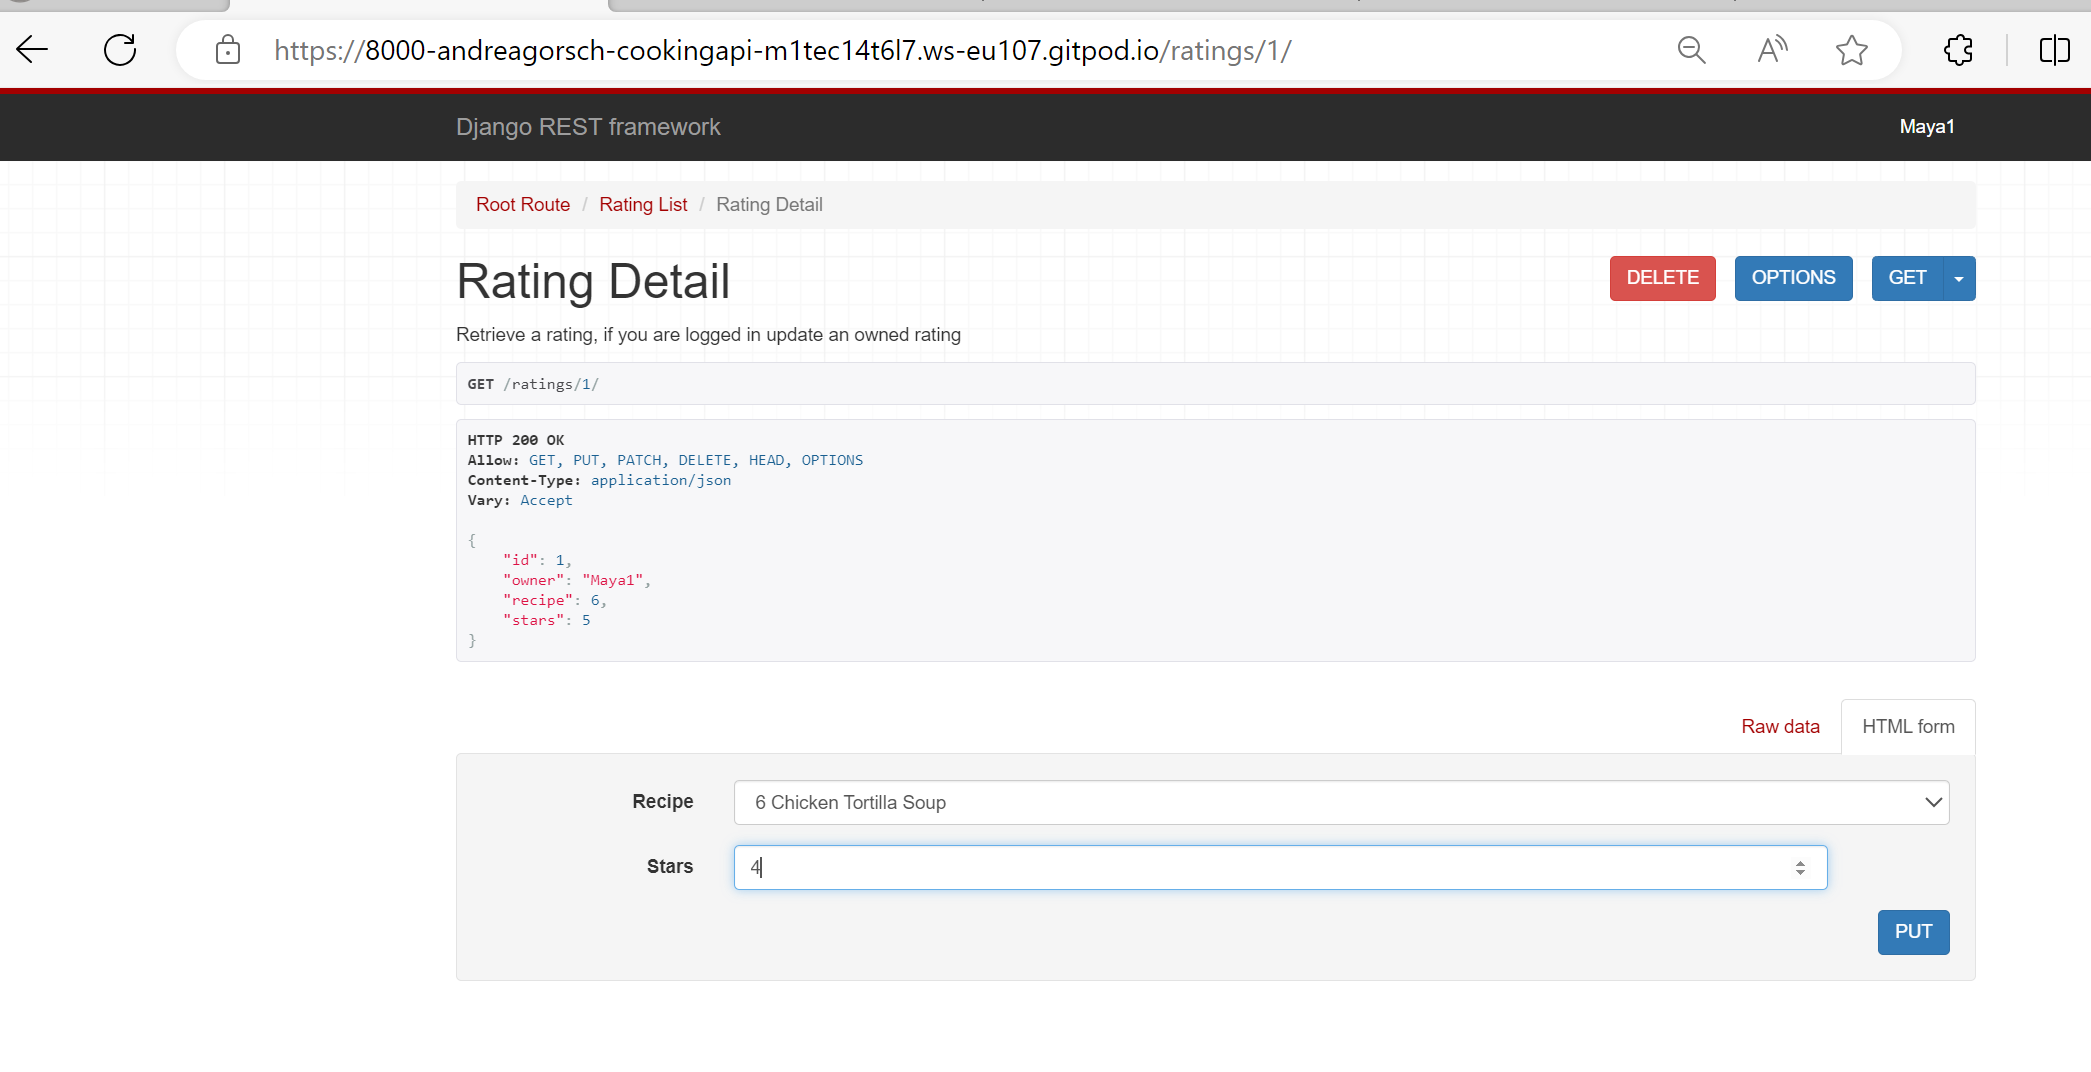 https://8000-andreagorsch-cookingapi-m1tec14t6l7.ws-eu107.gitpod.io/ratings/1/
Django REST framework
Maya1
Root Route / Rating List / Rating Detail
Rating Detail
DELETE
OPTIONS
GET
Retrieve a rating, if you are logged in update an owned rating
GET /ratings/1/
HTTP 200 OK
Allow: GET, PUT, PATCH, DELETE, HEAD, OPTIONS
Content-Type: application/json
Vary: Accept
{
    "id": 1,
    "owner": "Maya1",
    "recipe": 6,
    "stars": 5
}
Raw data
HTML form
Recipe
6 Chicken Tortilla Soup
Stars
4
PUT